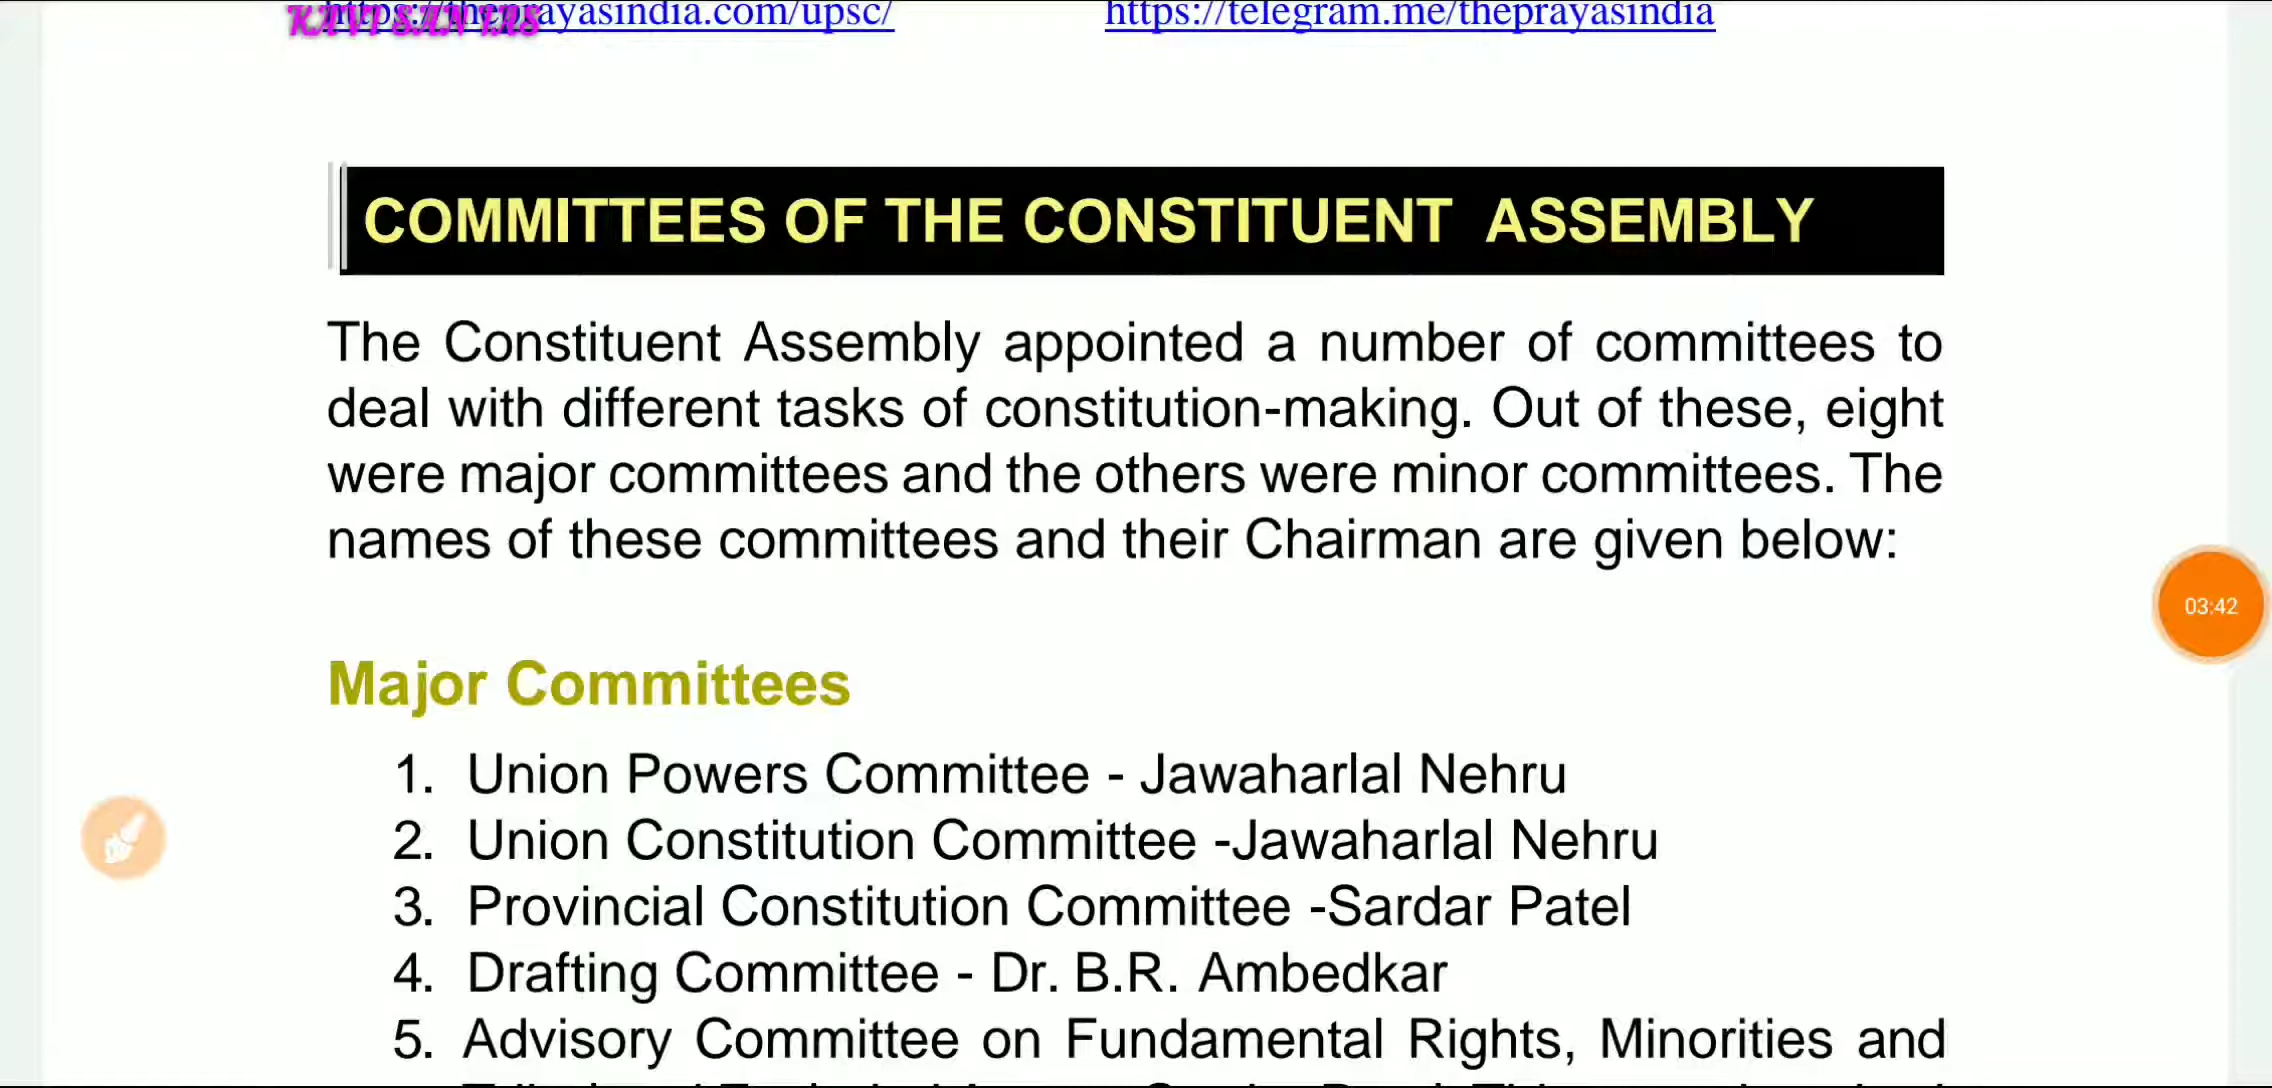 https://theprayasindia.com/upsc/ https://telegram.me/theprayasindia
COMMITTEES OF THE CONSTITUENT ASSEMBLY
The Constituent Assembly appointed a number of committees to
deal with different tasks of constitution-making. Out of these, eight
were major committees and the others were minor committees. The
names of these committees and their Chairman are given below:
03:42
Major Committees
1. Union Powers Committee - Jawaharlal Nehru
2. Union Constitution Committee -Jawaharlal Nehru
3. Provincial Constitution Committee -Sardar Patel
4. Drafting Committee - Dr. B.R. Ambedkar
5. Advisory Committee on Fundamental Rights, Minorities and